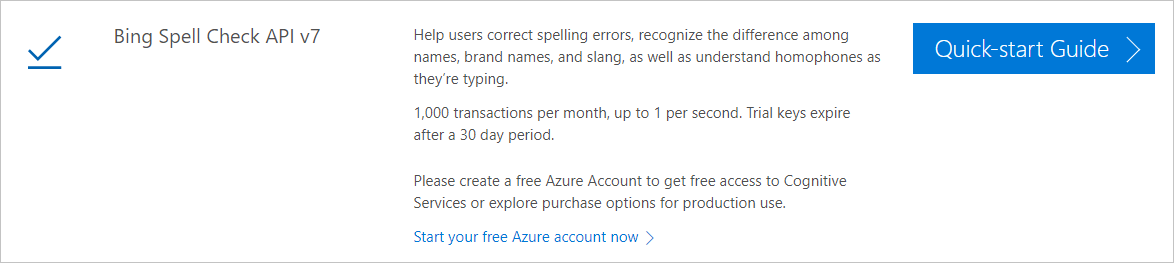 Bing Spell Check API v7
Help users correct spelling errors, recognize the difference among
names, brand names, and slang, as well as understand homophones as
they're typing.
1,000 transactions per month, up to 1 per second. Trial keys expire
after a 30 day period.
Please create a free Azure Account to get free access to Cognitive
Services or explore purchase options for production use.
Start your free Azure account now
Quick-start Guide